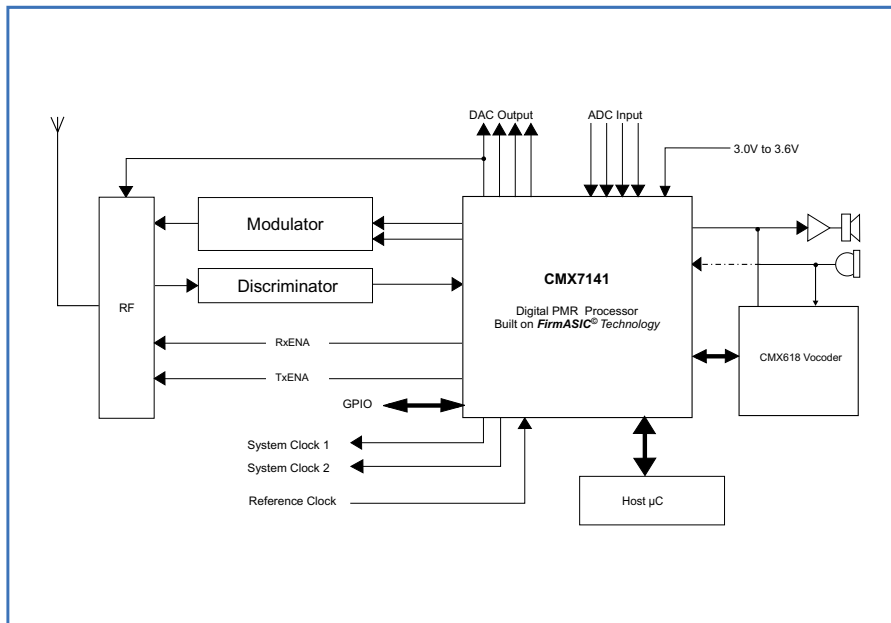 DAC Output
ADC Input
3.0V to 3.6V
Modulator
Discriminator
RF
CMX7141
Digital PMR Processor
Built on FirmASIC© Technology
RxENA
TxENA
CMX618 Vocoder
GPIO
System Clock 1
System Clock 2
Reference Clock
Host µC